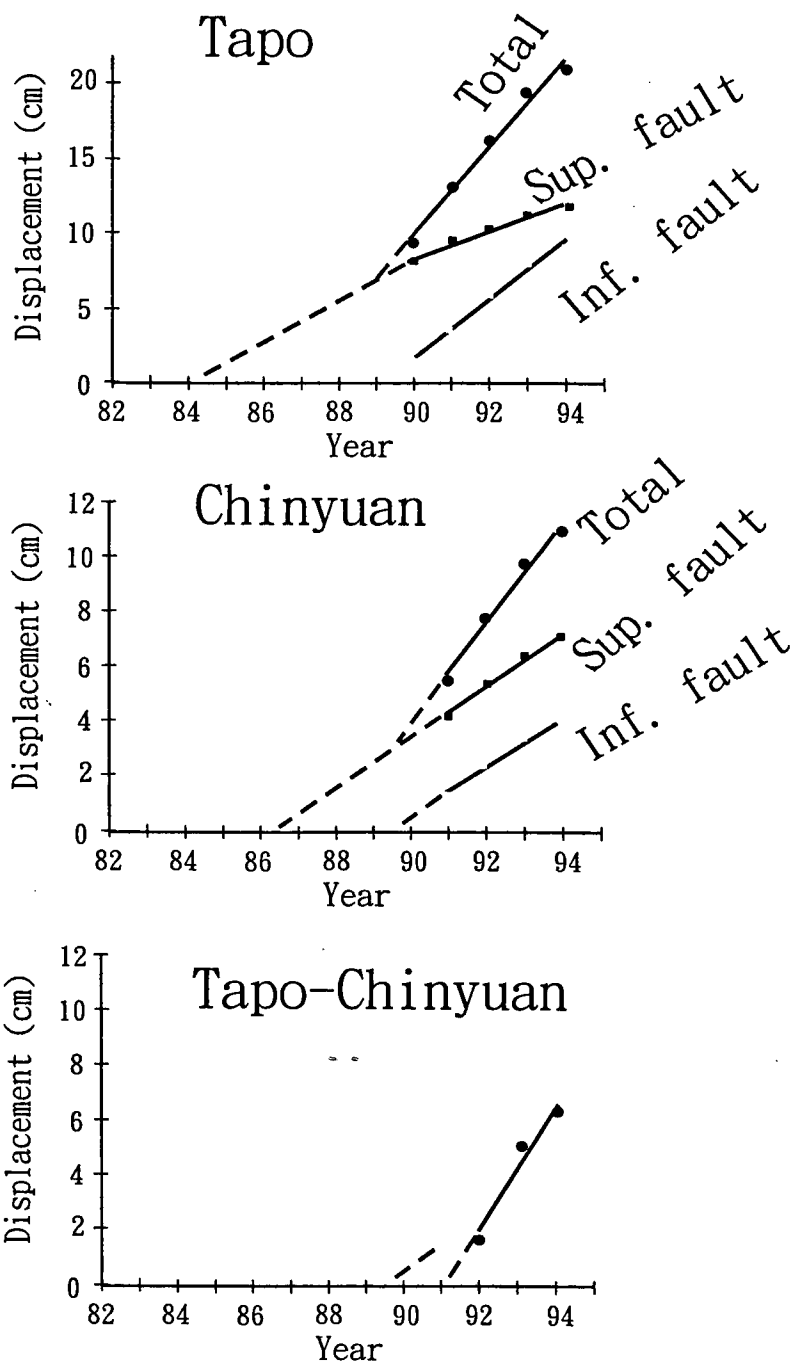 Tapo
Total
Sup. fault
Inf. fault
Displacement (cm)
20
15
10
5
0
82 84 86 88 90 92 94
Year
Chinyuan
Total
Sup. fault
Inf. fault
Displacement (cm)
12
10
8
6
4
2
0
82 84 86 88 90 92 94
Year
Tapo-Chinyuan
Displacement (cm)
12
10
8
6
4
2
0
82 84 86 88 90 92 94
Year